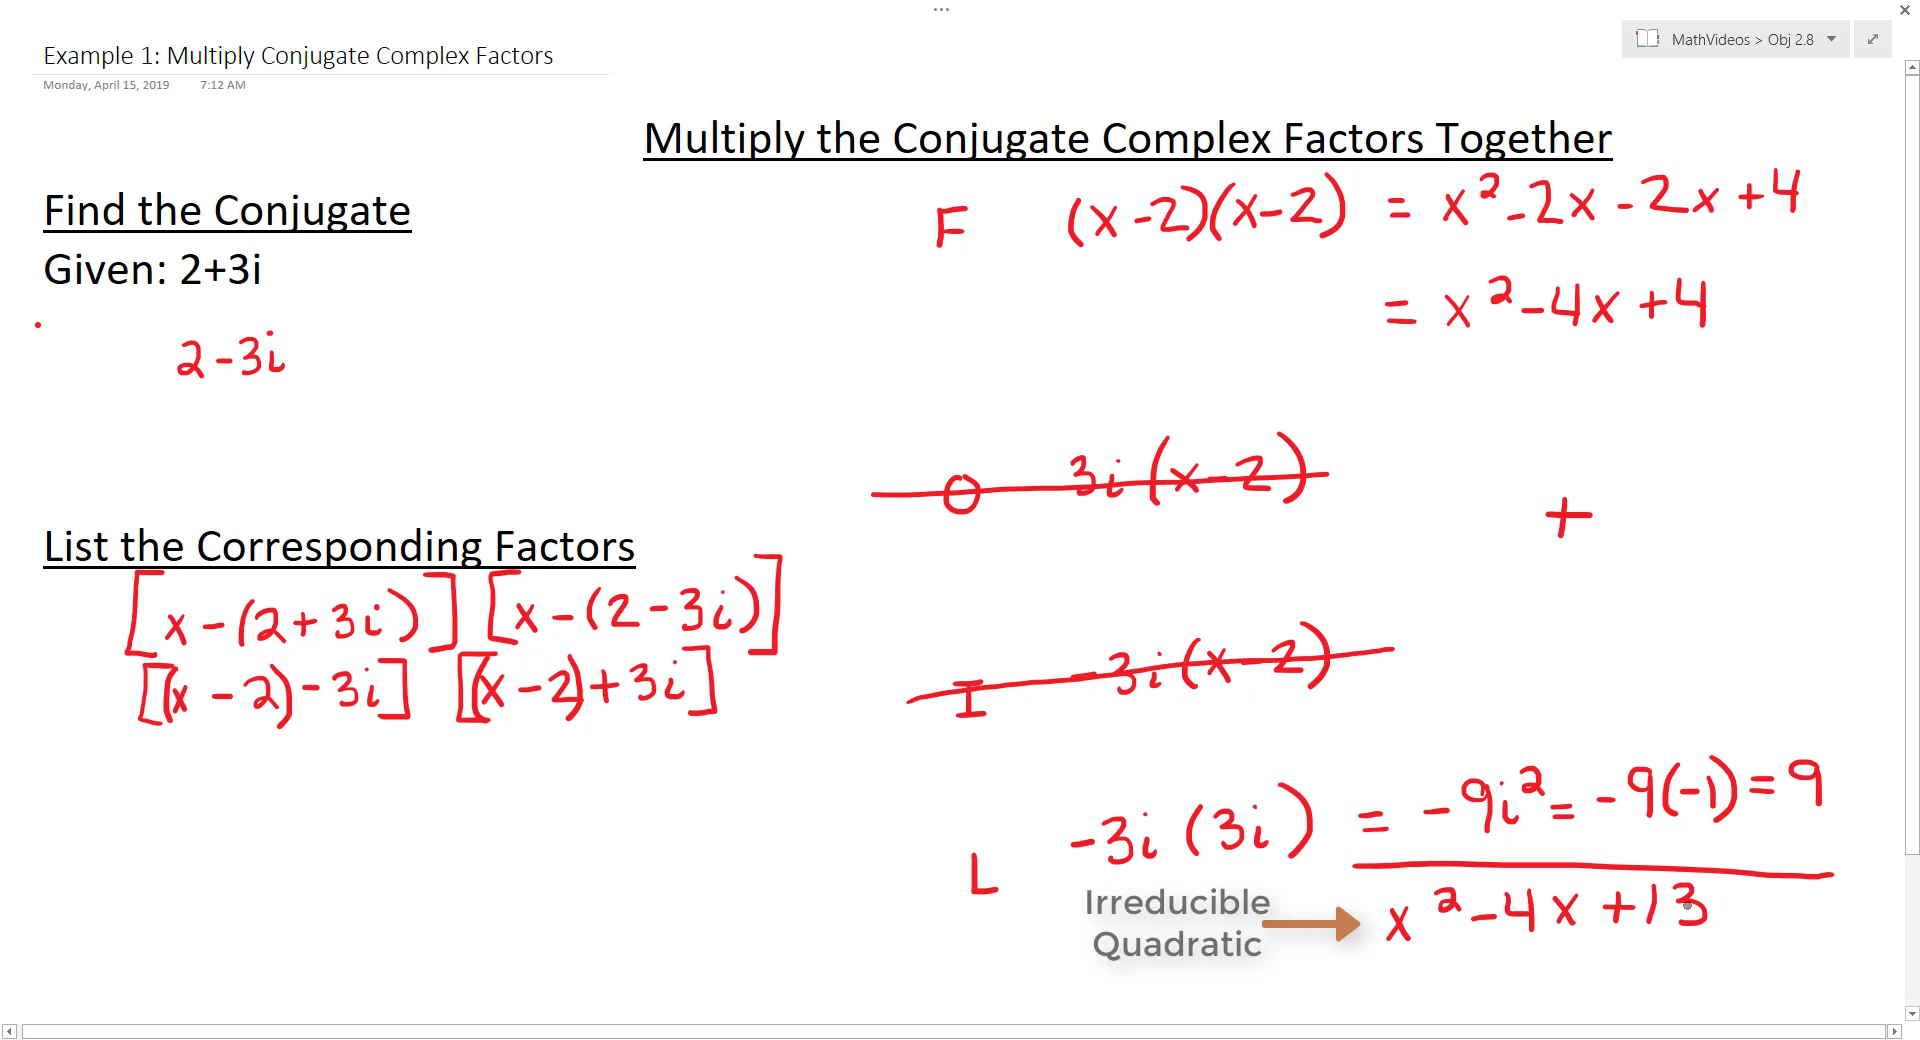 ...
Example 1: Multiply Conjugate Complex Factors
Monday, April 15, 2019 7:12 AM
MathVideos > Obj 2.8
Find the Conjugate
Given: 2+3i
2-3i
List the Corresponding Factors
[x-(2+3i)] [x-(2-3i)]
[(x-2)-3i] [(x-2)+3i]
Multiply the Conjugate Complex Factors Together
F (x-2)(x-2) = x²-2x-2x+4
= x²-4x+4
O 3i(x-2)
+
I -3i(x-2)
L -3i(3i) = -9i² = -9(-1) = 9
Irreducible
Quadratic
x²-4x+13